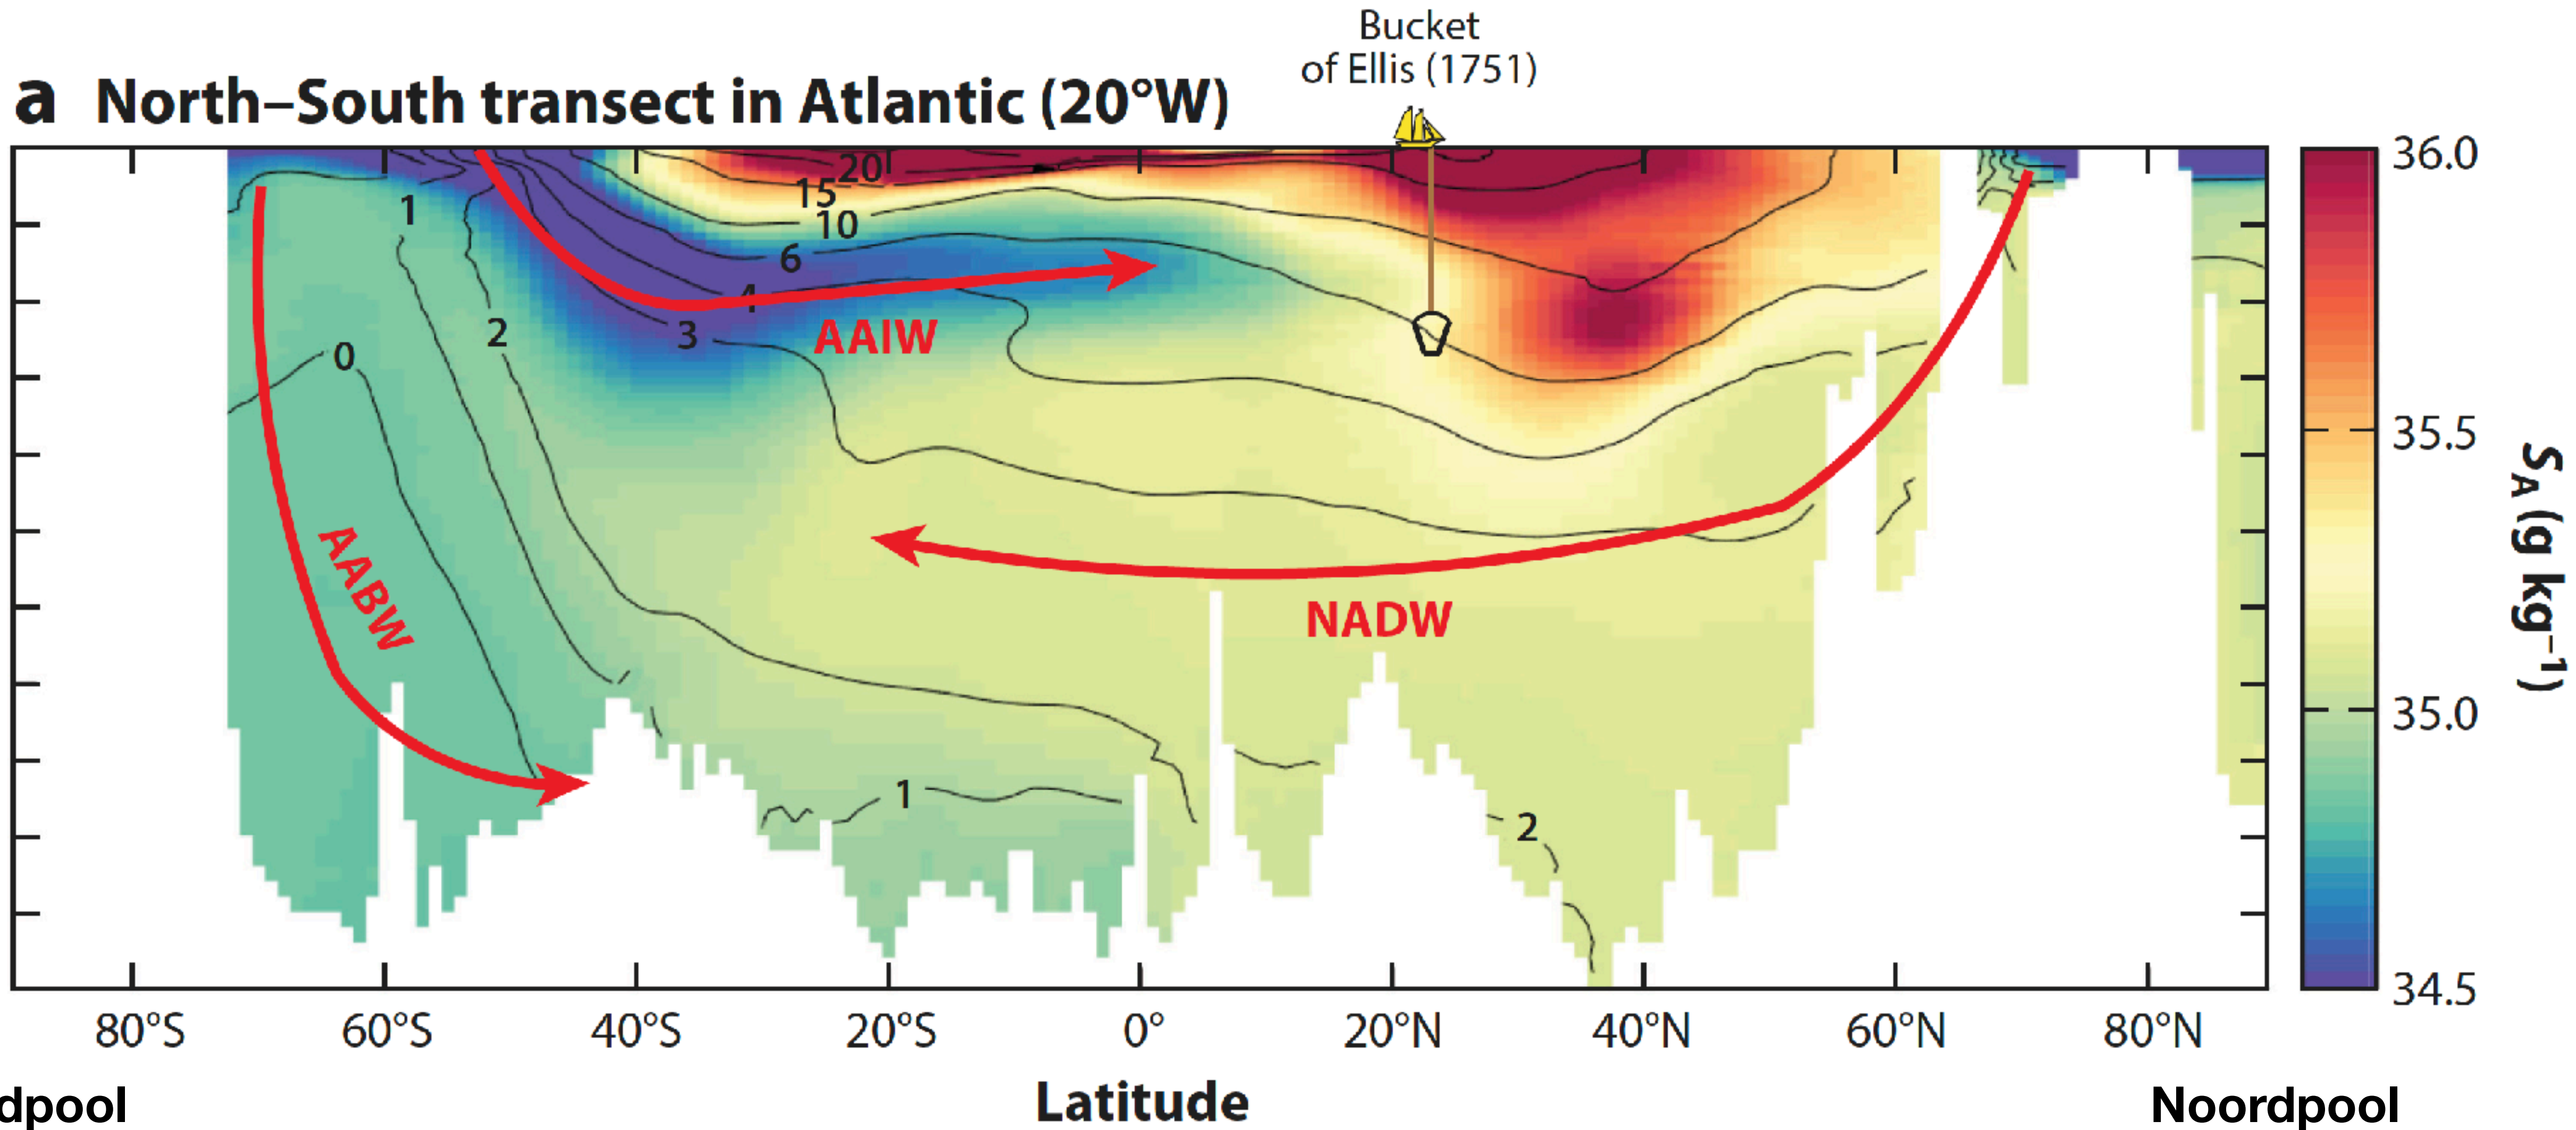 Bucket
of Ellis (1751)
a North–South transect in Atlantic (20°W)
20
15
10
6
4
3
1
2
0
AAIW
AABW
NADW
1
2
36.0
35.5
35.0
34.5
S_A (g kg⁻¹)
80°S 60°S 40°S 20°S 0° 20°N 40°N 60°N 80°N
Latitude
dpool
Noordpool